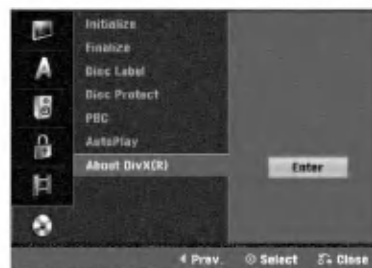 Initialize
Finalize
Disc Label
Disc Protect
PBC
AutoPlay
About DivX(R)
Enter
Prev. Select Close